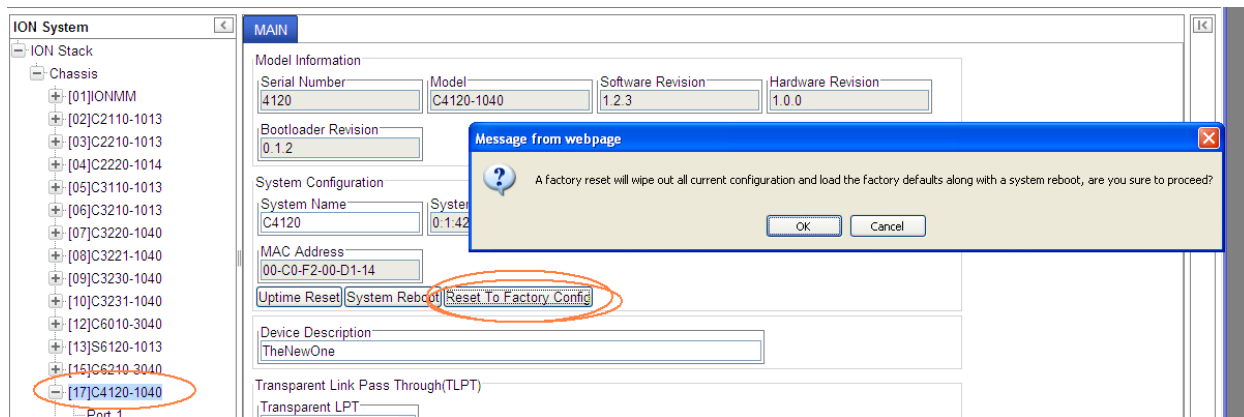 ION System
ION Stack
Chassis
[01]IONMM
[02]C2110-1013
[03]C2210-1013
[04]C2220-1014
[05]C3110-1013
[06]C3210-1013
[07]C3220-1040
[08]C3221-1040
[09]C3230-1040
[10]C3231-1040
[12]C6010-3040
[13]S6120-1013
[15]C6210-3040
[17]C4120-1040
Port 1
MAIN
Model Information
Serial Number Model Software Revision Hardware Revision
4120 C4120-1040 1.2.3 1.0.0
Bootloader Revision
0.1.2
System Configuration
System Name System
C4120 0:1:42
MAC Address
00-C0-F2-00-D1-14
Uptime Reset System Reboot Reset To Factory Config
Device Description
TheNewOne
Transparent Link Pass Through(TLPT)
Transparent LPT
Message from webpage
A factory reset will wipe out all current configuration and load the factory defaults along with a system reboot, are you sure to proceed?
OK Cancel